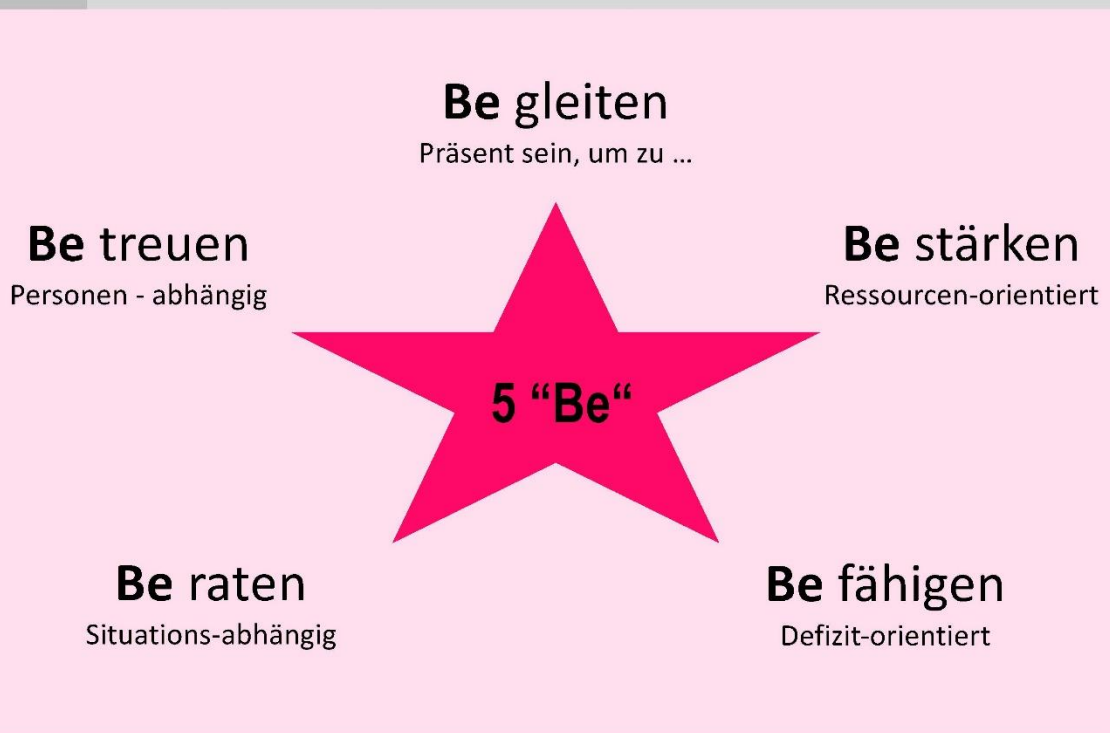 Be gleiten
Präsent sein, um zu ...
Be treuen
Personen - abhängig
Be stärken
Ressourcen-orientiert
5 “Be“
Be raten
Situations-abhängig
Be fähigen
Defizit-orientiert